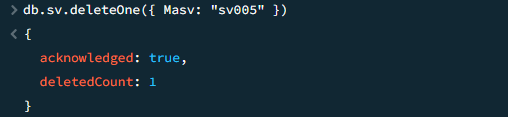 > db.sv.deleteOne({ Masv: "sv005" })
< {
acknowledged: true,
deletedCount: 1
}